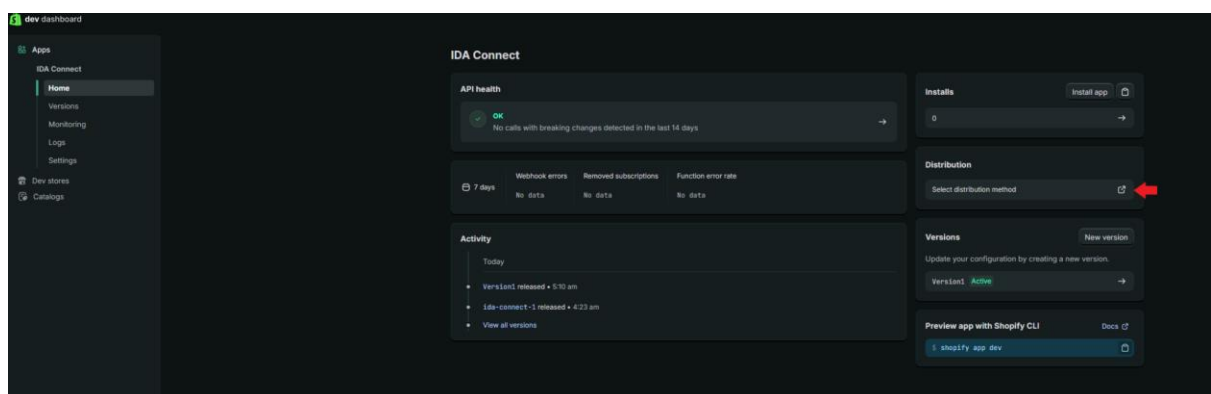 dev dashboard
Apps
IDA Connect
Home
Versions
Monitoring
Logs
Settings
Dev stores
Catalogs
IDA Connect
API health
OK
No calls with breaking changes detected in the last 14 days
7 days
Webhook errors
No data
Removed subscriptions
No data
Function error rate
No data
Activity
Today
Version1 released • 5:10 am
ida-connect-1 released • 4:23 am
View all versions
Installs
Install app
0
Distribution
Select distribution method
Versions
New version
Update your configuration by creating a new version.
Version1 Active
Preview app with Shopify CLI
Docs
$ shopify app dev